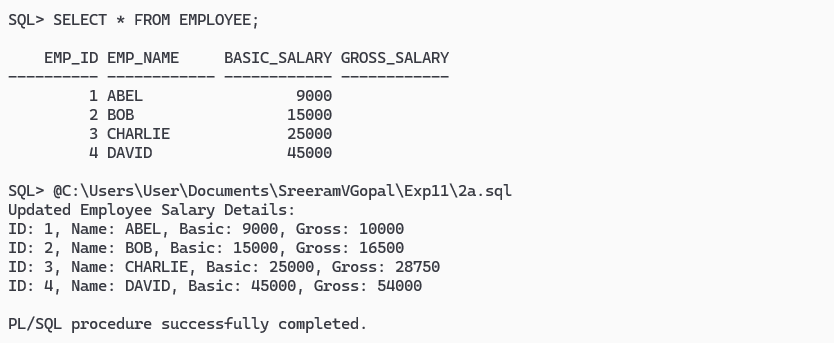 SQL> SELECT * FROM EMPLOYEE;
EMP_ID EMP_NAME BASIC_SALARY GROSS_SALARY
---------- ------------ ------------ ------------
1 ABEL 9000
2 BOB 15000
3 CHARLIE 25000
4 DAVID 45000
SQL> @C:\Users\User\Documents\SreeramVGopal\Exp11\2a.sql
Updated Employee Salary Details:
ID: 1, Name: ABEL, Basic: 9000, Gross: 10000
ID: 2, Name: BOB, Basic: 15000, Gross: 16500
ID: 3, Name: CHARLIE, Basic: 25000, Gross: 28750
ID: 4, Name: DAVID, Basic: 45000, Gross: 54000
PL/SQL procedure successfully completed.